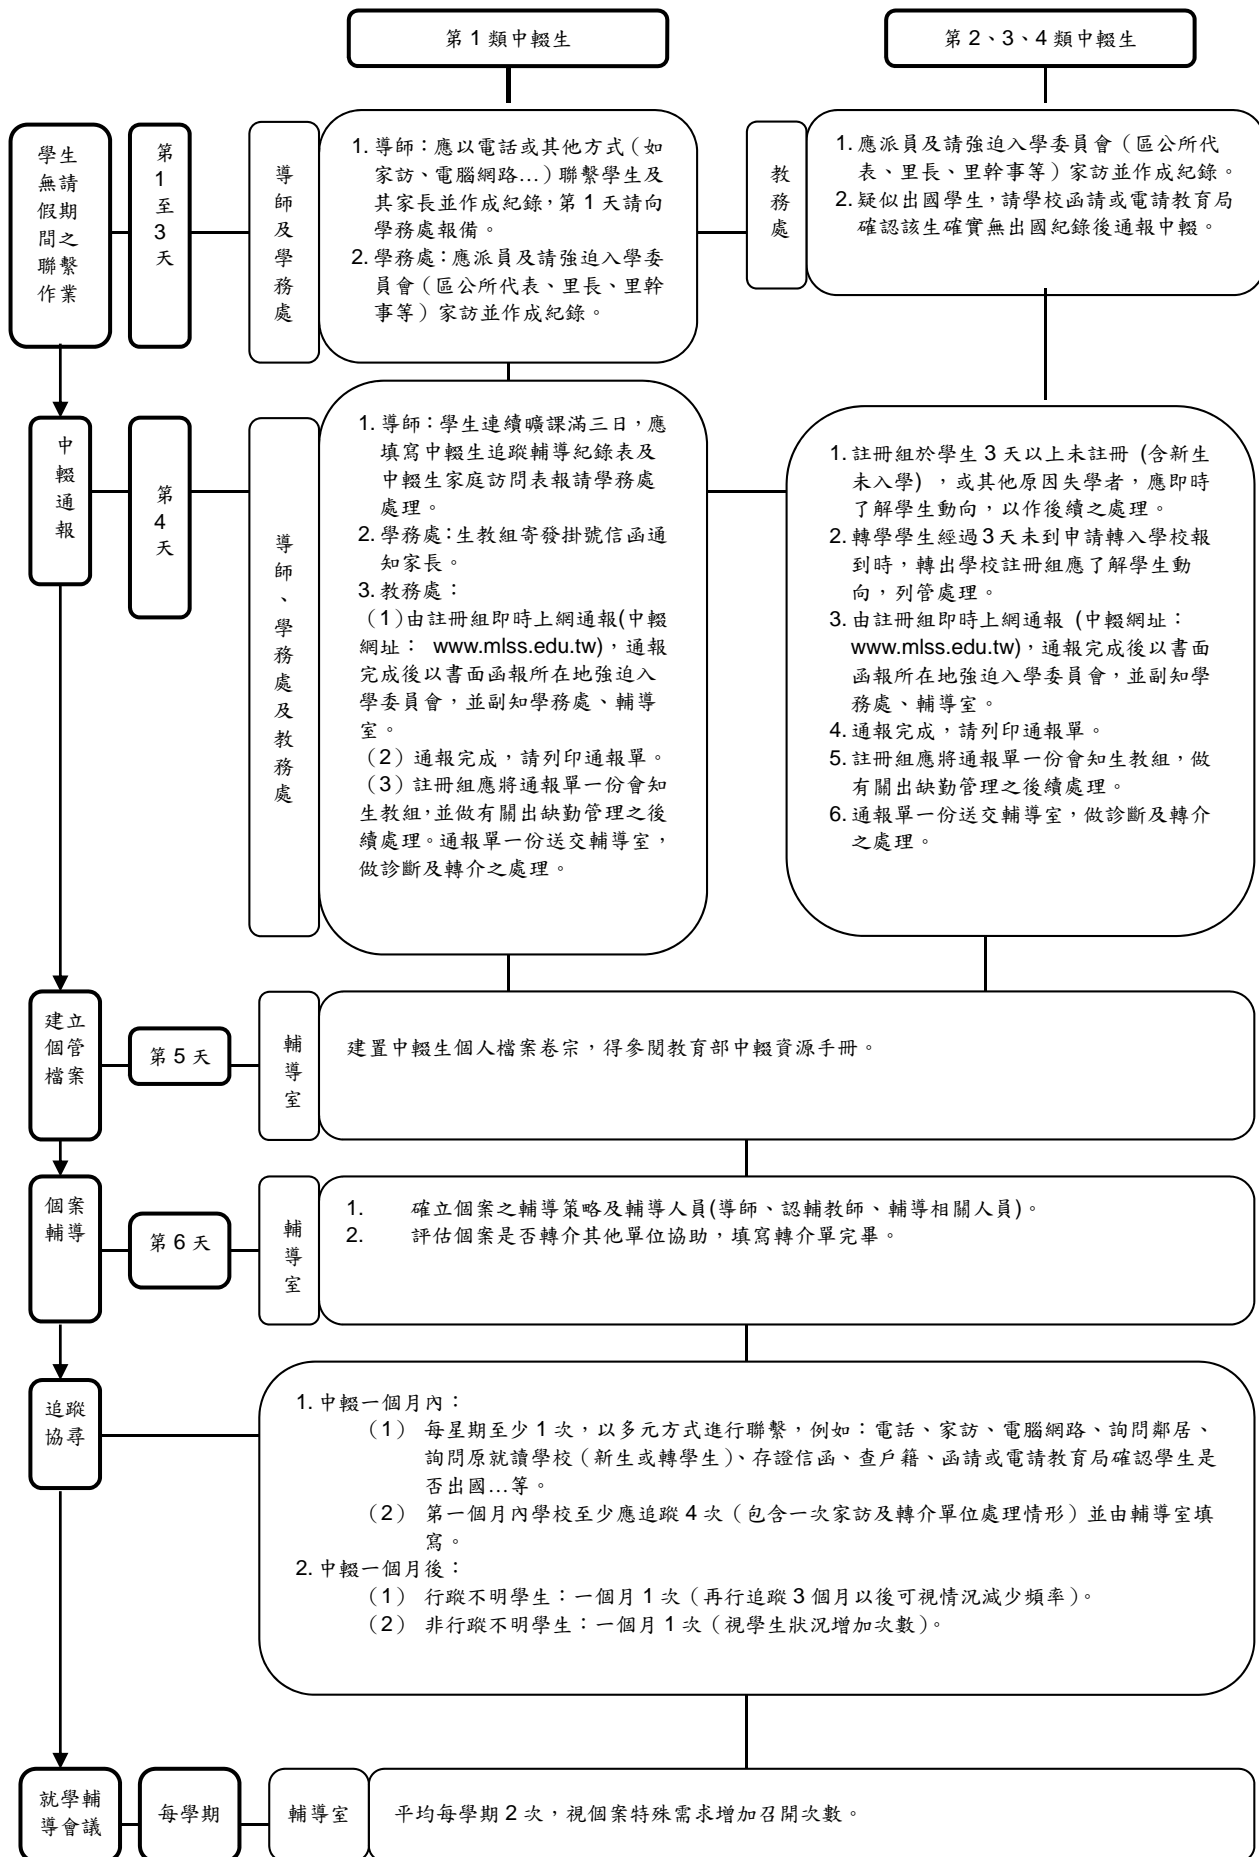 第1類中輟生
第2、3、4類中輟生
學生
無請
假期
間之
聯繫
作業
第
1
至
3
天
導
師
及
學
務
處
1. 導師：應以電話或其他方式（如
家訪、電腦網路…）聯繫學生及
其家長並作成紀錄，第1天請向
學務處報備。
2. 學務處：應派員及請強迫入學委
員會（區公所代表、里長、里幹
事等）家訪並作成紀錄。
教
務
處
1. 應派員及請強迫入學委員會（區公所代
表、里長、里幹事等）家訪並作成紀錄。
2. 疑似出國學生，請學校函請或電請教育局
確認該生確實無出國紀錄後通報中輟。
中
輟
通
報
第
4
天
導
師
、
學
務
處
及
教
務
處
1. 導師：學生連續曠課滿三日，應
填寫中輟生追蹤輔導紀錄表及
中輟生家庭訪問表報請學務處
處理。
2. 學務處：生教組寄發掛號信函通
知家長。
3. 教務處：
（1）由註冊組即時上網通報(中輟
網址： www.mlss.edu.tw)，通報
完成後以書面函報所在地強迫入
學委員會，並副知學務處、輔導
室。
（2）通報完成，請列印通報單。
（3）註冊組應將通報單一份會知
生教組，並做有關出缺勤管理之後
續處理。通報單一份送交輔導室，
做診斷及轉介之處理。
1. 註冊組於學生3天以上未註冊 (含新生
未入學) ，或其他原因失學者，應即時
了解學生動向，以作後續之處理。
2. 轉學學生經過3天未到申請轉入學校報
到時，轉出學校註冊組應了解學生動
向，列管處理。
3. 由註冊組即時上網通報 (中輟網址：
www.mlss.edu.tw)，通報完成後以書面
函報所在地強迫入學委員會，並副知學
務處、輔導室。
4. 通報完成，請列印通報單。
5. 註冊組應將通報單一份會知生教組，做
有關出缺勤管理之後續處理。
6. 通報單一份送交輔導室，做診斷及轉介
之處理。
建立
個管
檔案
第5天
輔
導
室
建置中輟生個人檔案卷宗，得參閱教育部中輟資源手冊。
個案
輔導
第6天
輔
導
室
1. 確立個案之輔導策略及輔導人員(導師、認輔教師、輔導相關人員)。
2. 評估個案是否轉介其他單位協助，填寫轉介單完畢。
追蹤
協尋
1. 中輟一個月內：
（1） 每星期至少1次，以多元方式進行聯繫，例如：電話、家訪、電腦網路、詢問鄰居、
詢問原就讀學校（新生或轉學生）、存證信函、查戶籍、函請或電請教育局確認學生是
否出國…等。
（2） 第一個月內學校至少應追蹤4次（包含一次家訪及轉介單位處理情形）並由輔導室填
寫。
2. 中輟一個月後：
（1） 行蹤不明學生：一個月1次（再行追蹤3個月以後可視情況減少頻率）。
（2） 非行蹤不明學生：一個月1次（視學生狀況增加次數）。
就學輔
導會議
每學期
輔導室
平均每學期2次，視個案特殊需求增加召開次數。